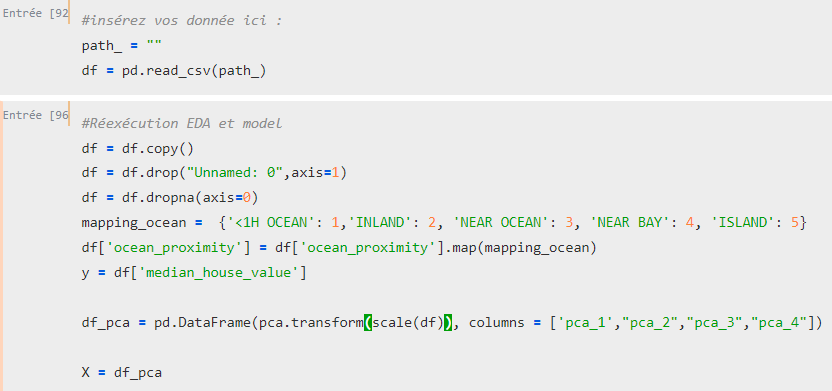 Entrée [92
#insérez vos donnée ici :
path_ = ""
df = pd.read_csv(path_)
Entrée [96
#Réexécution EDA et model
df = df.copy()
df = df.drop("Unnamed: 0",axis=1)
df = df.dropna(axis=0)
mapping_ocean =  {'<1H OCEAN': 1,'INLAND': 2, 'NEAR OCEAN': 3, 'NEAR BAY': 4, 'ISLAND': 5}
df['ocean_proximity'] = df['ocean_proximity'].map(mapping_ocean)
y = df['median_house_value']
df_pca = pd.DataFrame(pca.transform(scale(df)), columns = ['pca_1',"pca_2","pca_3","pca_4"])
X = df_pca